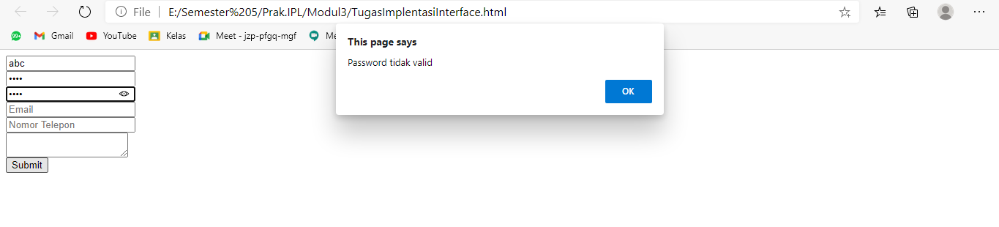 File | E:/Semester%205/Prak.IPL/Modul3/TugasImplentasiInterface.html
99+ Gmail YouTube Kelas Meet - jzp-pfgq-mgf Me
This page says
Password tidak valid
OK
abc
••••
••••
Email
Nomor Telepon
Submit